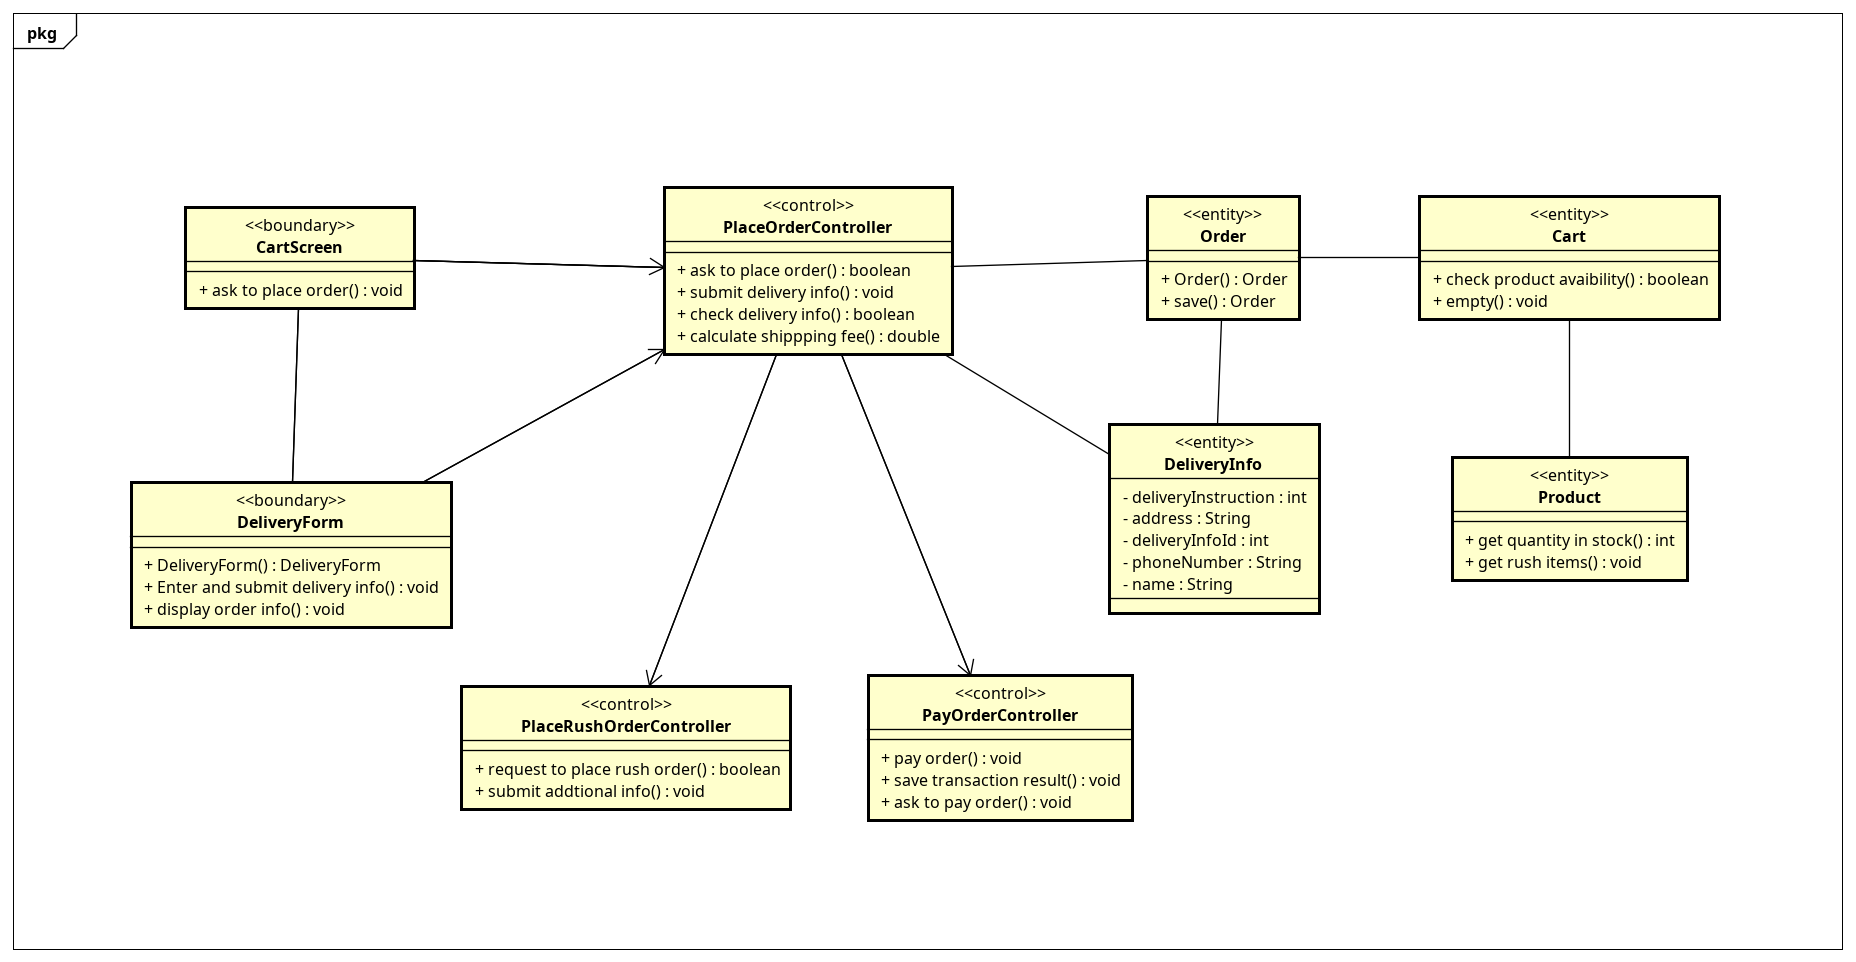 pkg
<<boundary>>
CartScreen
+ ask to place order() : void
<<control>>
PlaceOrderController
+ ask to place order() : boolean
+ submit delivery info() : void
+ check delivery info() : boolean
+ calculate shippping fee() : double
<<entity>>
Order
+ Order() : Order
+ save() : Order
<<entity>>
Cart
+ check product avaibility() : boolean
+ empty() : void
<<boundary>>
DeliveryForm
+ DeliveryForm() : DeliveryForm
+ Enter and submit delivery info() : void
+ display order info() : void
<<entity>>
DeliveryInfo
- deliveryInstruction : int
- address : String
- deliveryInfoId : int
- phoneNumber : String
- name : String
<<entity>>
Product
+ get quantity in stock() : int
+ get rush items() : void
<<control>>
PlaceRushOrderController
+ request to place rush order() : boolean
+ submit addtional info() : void
<<control>>
PayOrderController
+ pay order() : void
+ save transaction result() : void
+ ask to pay order() : void